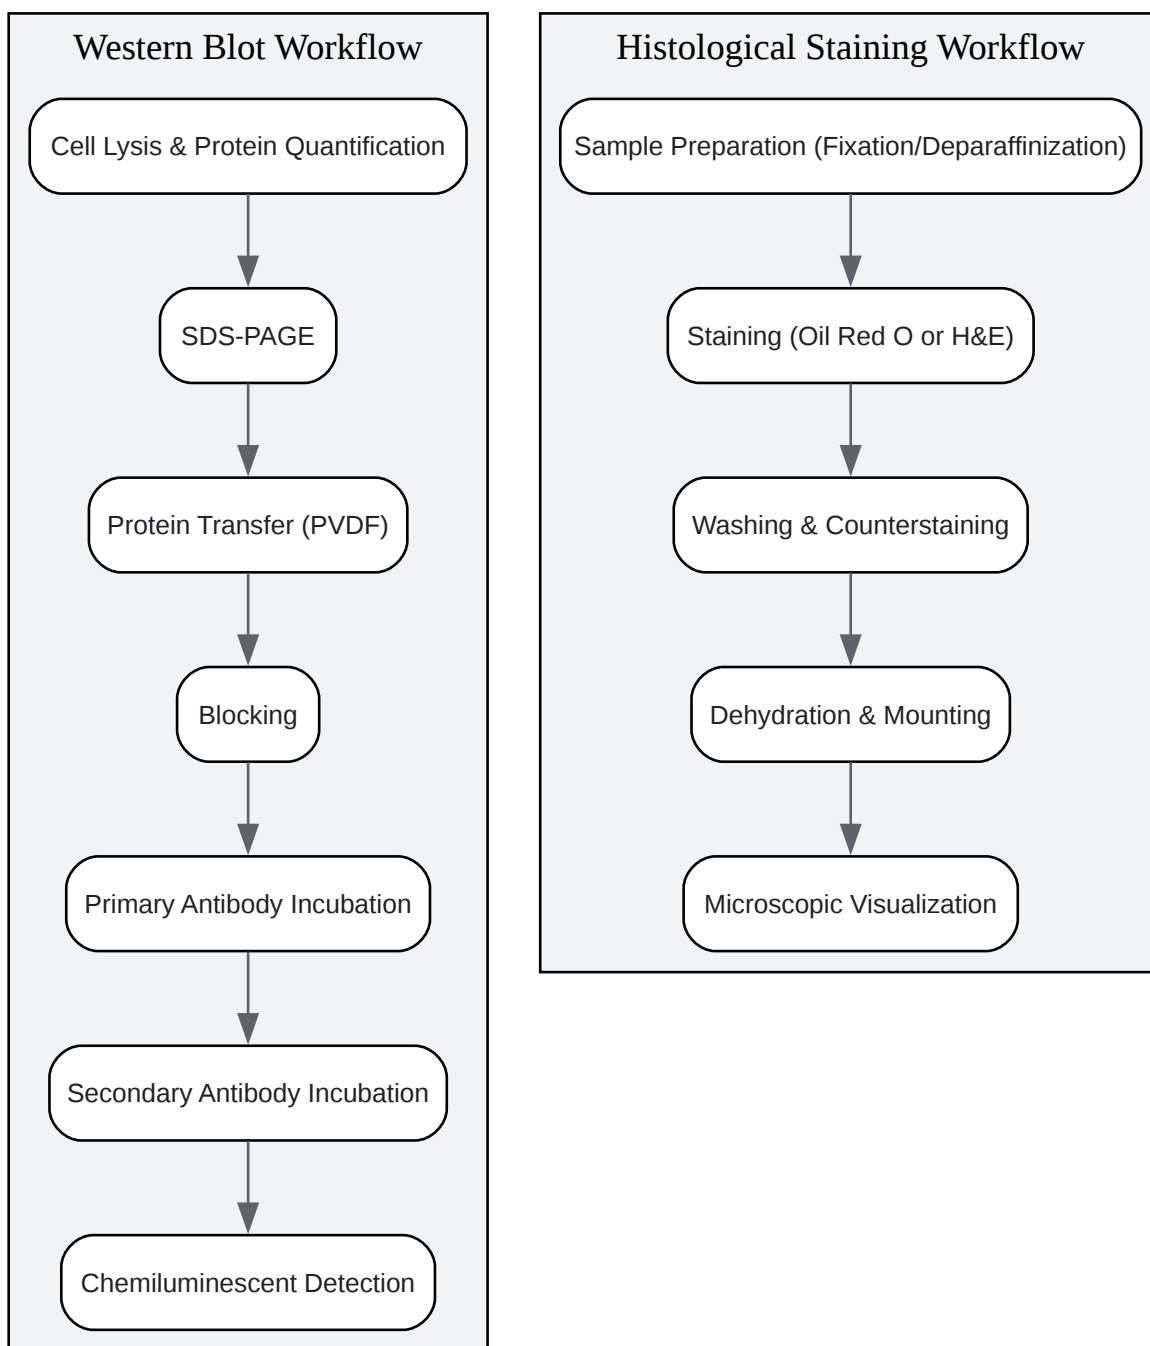 Western Blot Workflow
Cell Lysis & Protein Quantification
SDS-PAGE
Protein Transfer (PVDF)
Blocking
Primary Antibody Incubation
Secondary Antibody Incubation
Chemiluminescent Detection
Histological Staining Workflow
Sample Preparation (Fixation/Deparaffinization)
Staining (Oil Red O or H&E)
Washing & Counterstaining
Dehydration & Mounting
Microscopic Visualization